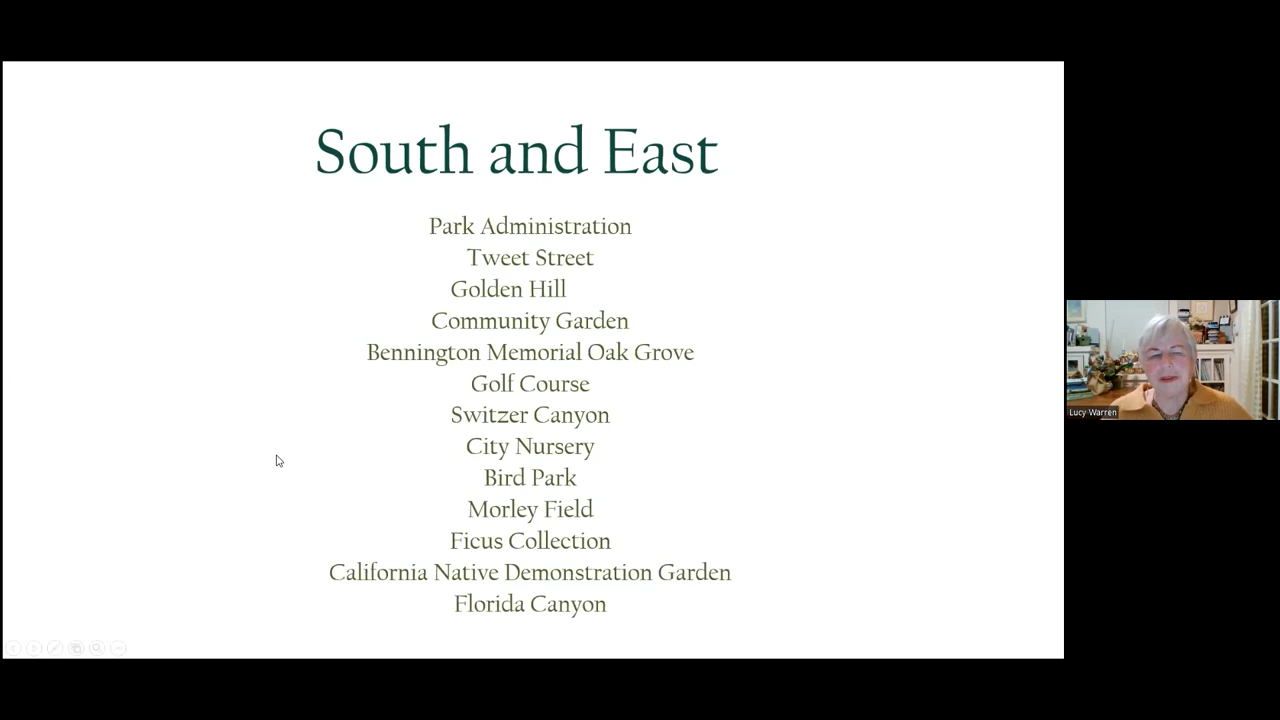 South and East
Park Administration
Tweet Street
Golden Hill
Community Garden
Bennington Memorial Oak Grove
Golf Course
Switzer Canyon
City Nursery
Bird Park
Morley Field
Ficus Collection
California Native Demonstration Garden
Florida Canyon
Lucy Warren